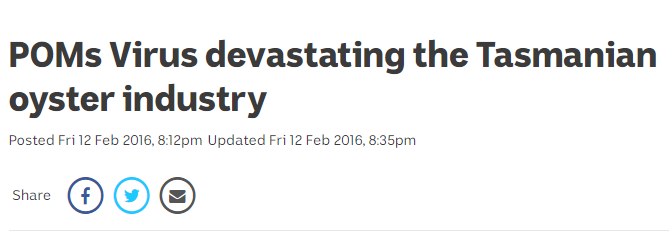 POMs Virus devastating the Tasmanian
oyster industry
Posted Fri 12 Feb 2016, 8:12pm Updated Fri 12 Feb 2016, 8:35pm
Share